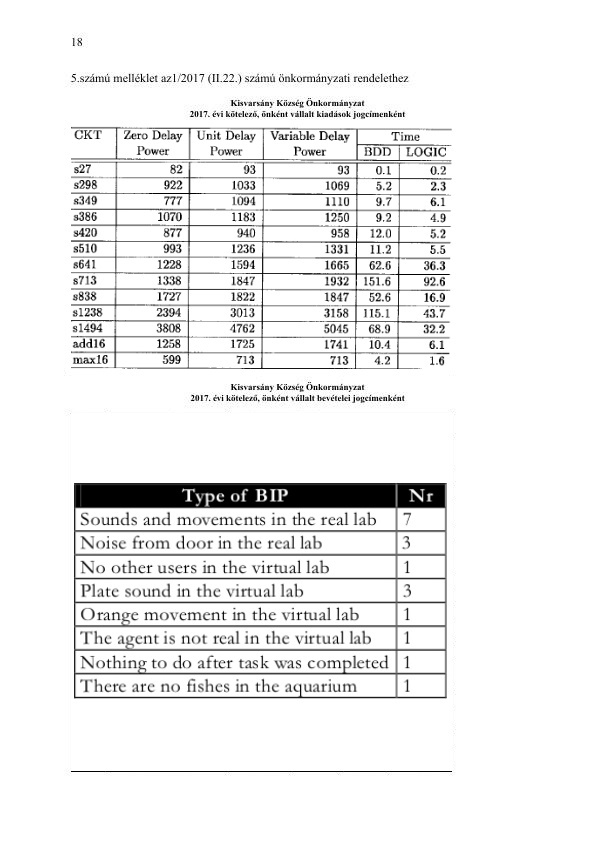 18
5.számú melléklet az1/2017 (II.22.) számú önkormányzati rendelethez
Kisvarsány Község Önkormányzat
2017. évi kötelező, önként vállalt kiadások jogcímenként
CKT Zero Delay Unit Delay Variable Delay Time
Power Power Power BDD LOGIC
s27 82 93 93 0.1 0.2
s298 922 1033 1069 5.2 2.3
s349 777 1094 1110 9.7 6.1
s386 1070 1183 1250 9.2 4.9
s420 877 940 958 12.0 5.2
s510 993 1236 1331 11.2 5.5
s641 1228 1594 1665 62.6 36.3
s713 1338 1847 1932 151.6 92.6
s838 1727 1822 1847 52.6 16.9
s1238 2394 3013 3158 115.1 43.7
s1494 3808 4762 5045 68.9 32.2
add16 1258 1725 1741 10.4 6.1
max16 599 713 713 4.2 1.6
Kisvarsány Község Önkormányzat
2017. évi kötelező, önként vállalt bevételei jogcímenként
Type of BIP Nr
Sounds and movements in the real lab 7
Noise from door in the real lab 3
No other users in the virtual lab 1
Plate sound in the virtual lab 3
Orange movement in the virtual lab 1
The agent is not real in the virtual lab 1
Nothing to do after task was completed 1
There are no fishes in the aquarium 1